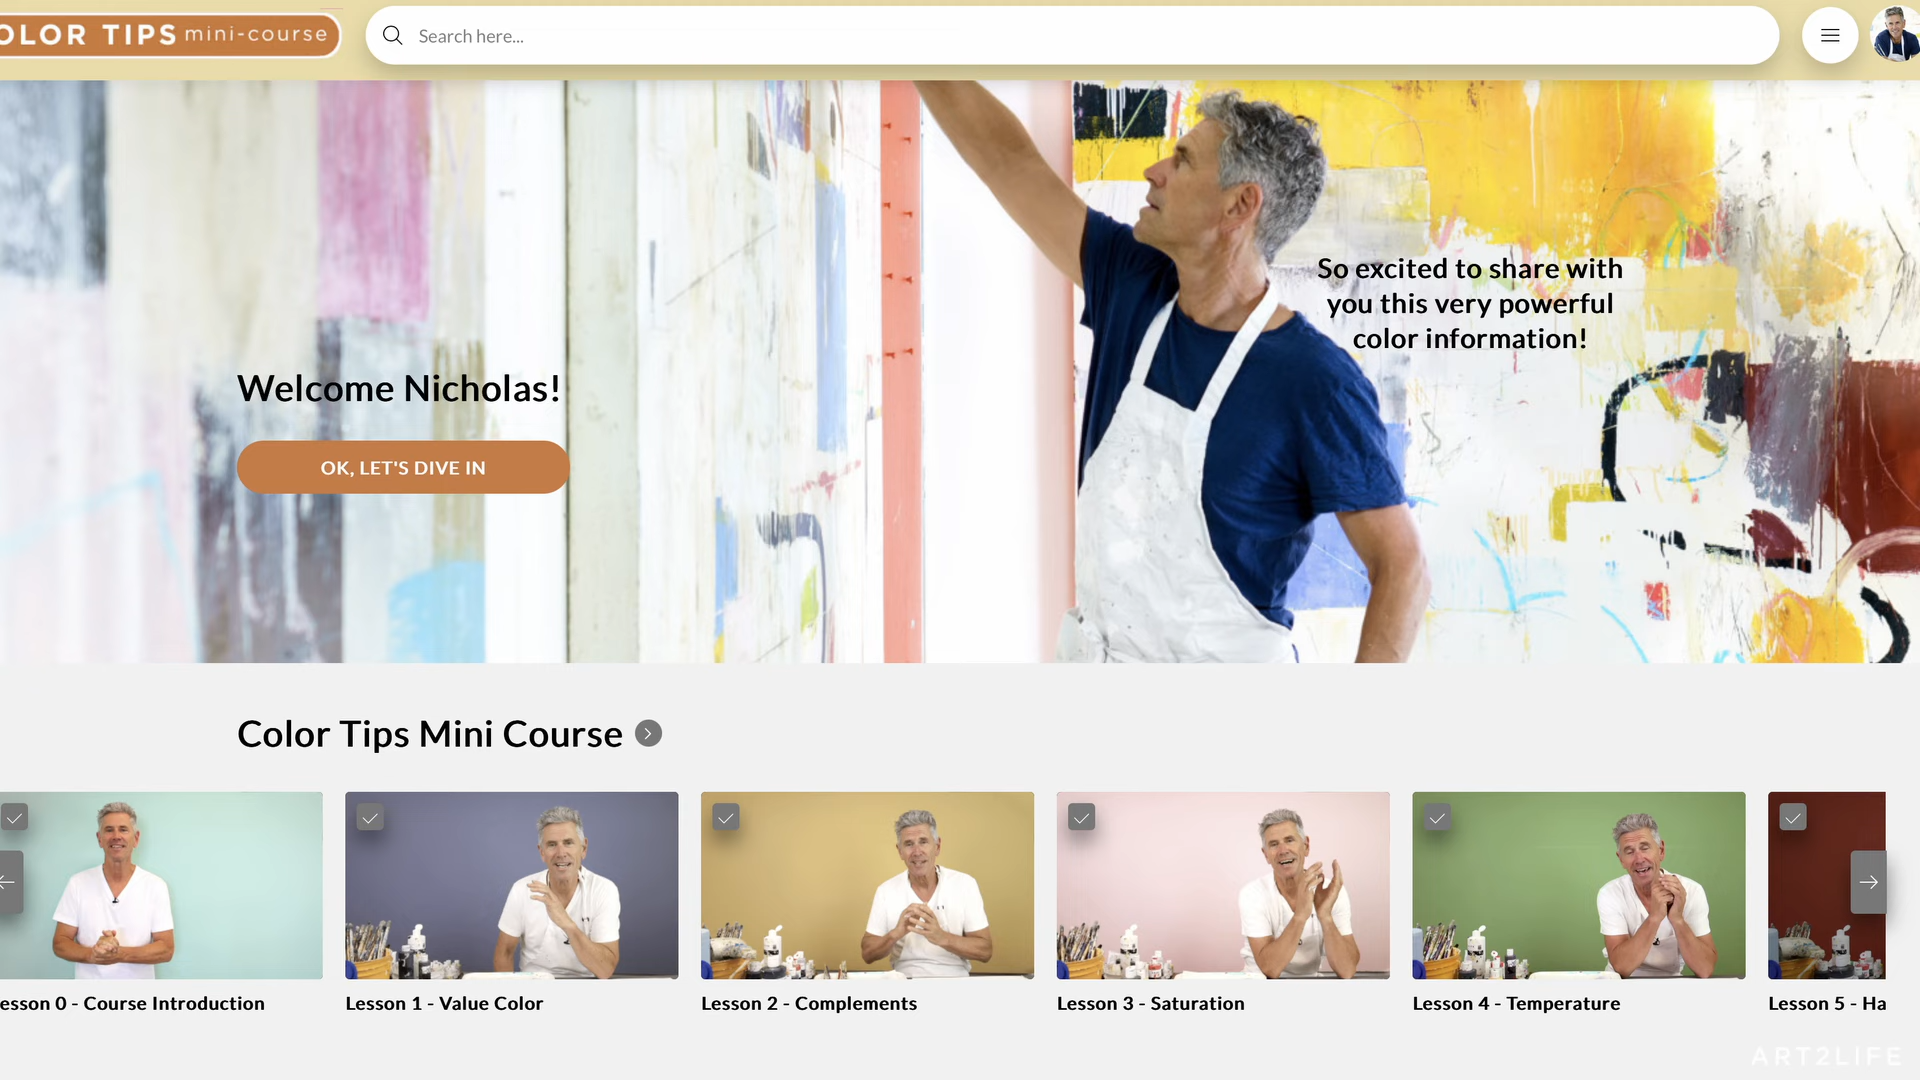 OLOR TIPS mini-course
Search here...
So excited to share with
you this very powerful
color information!
Welcome Nicholas!
OK, LET'S DIVE IN
Color Tips Mini Course
esson 0 - Course Introduction
Lesson 1 - Value Color
Lesson 2 - Complements
Lesson 3 - Saturation
Lesson 4 - Temperature
Lesson 5 - Ha
ART2LIFE